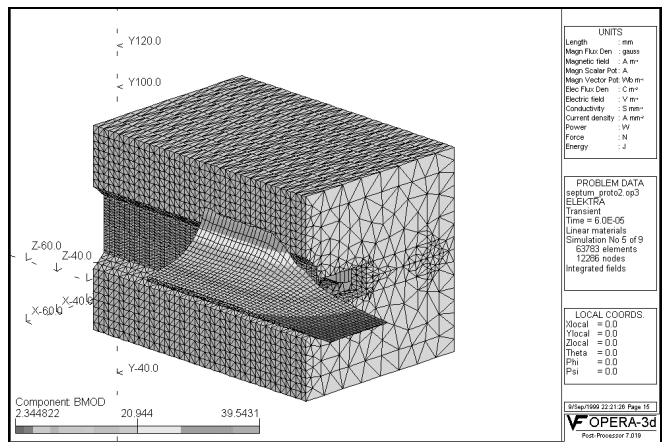 Y120.0
Y100.0
Z-60.0
Z-40.0
X-60.0
X-40.0
Y-40.0
Component: BMOD
2.344822 20.944 39.5431
UNITS
Length : mm
Magn Flux Den : gauss
Magnetic field : A m⁻¹
Magn Scalar Pot : A
Magn Vector Pot : Wb m⁻¹
Elec Flux Den : C m⁻²
Electric field : V m⁻¹
Conductivity : S mm⁻¹
Current density : A mm⁻²
Power : W
Force : N
Energy : J
PROBLEM DATA
septum_proto2.op3
ELEKTRA
Transient
Time = 6.0E-05
Linear materials
Simulation No 5 of 9
63783 elements
12286 nodes
Integrated fields
LOCAL COORDS.
Xlocal = 0.0
Ylocal = 0.0
Zlocal = 0.0
Theta = 0.0
Phi = 0.0
Psi = 0.0
9/Sep/1999 22:21:26 Page 15
VF OPERA-3d
Post-Processor 7.019